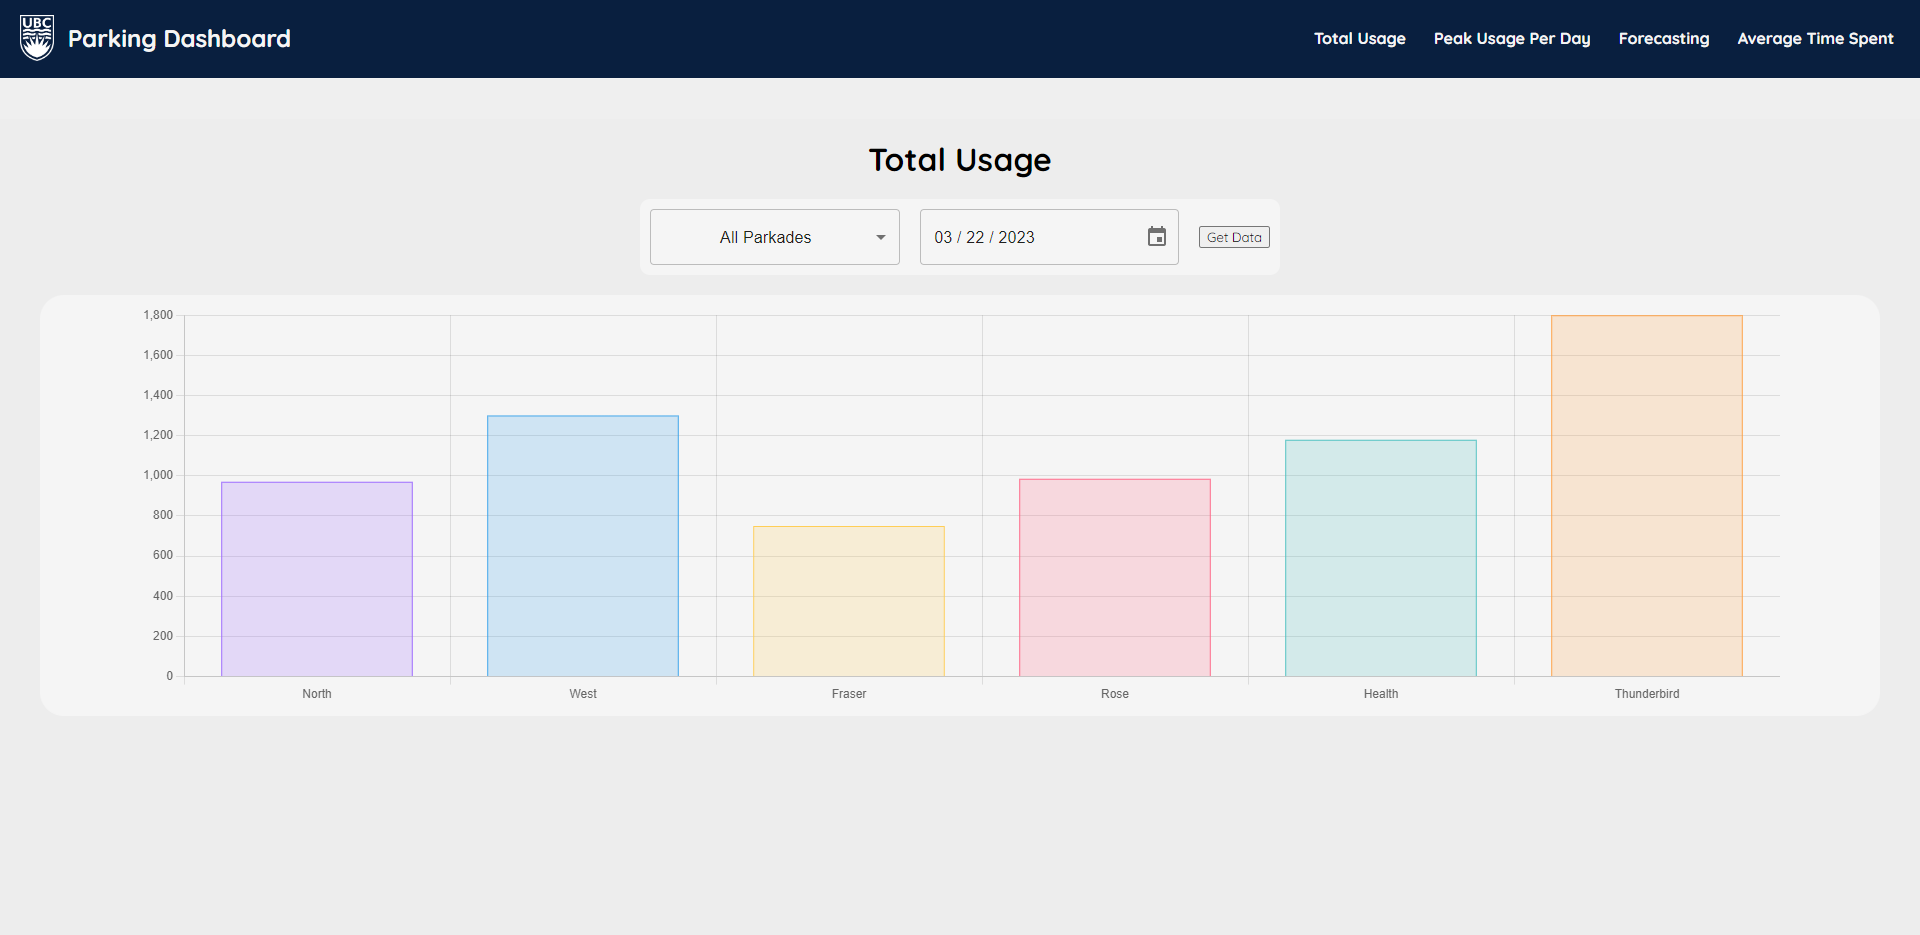 UBC
Parking Dashboard
Total Usage
Peak Usage Per Day
Forecasting
Average Time Spent
Total Usage
All Parkades
03 / 22 / 2023
Get Data
1,800
1,600
1,400
1,200
1,000
800
600
400
200
0
North
West
Fraser
Rose
Health
Thunderbird